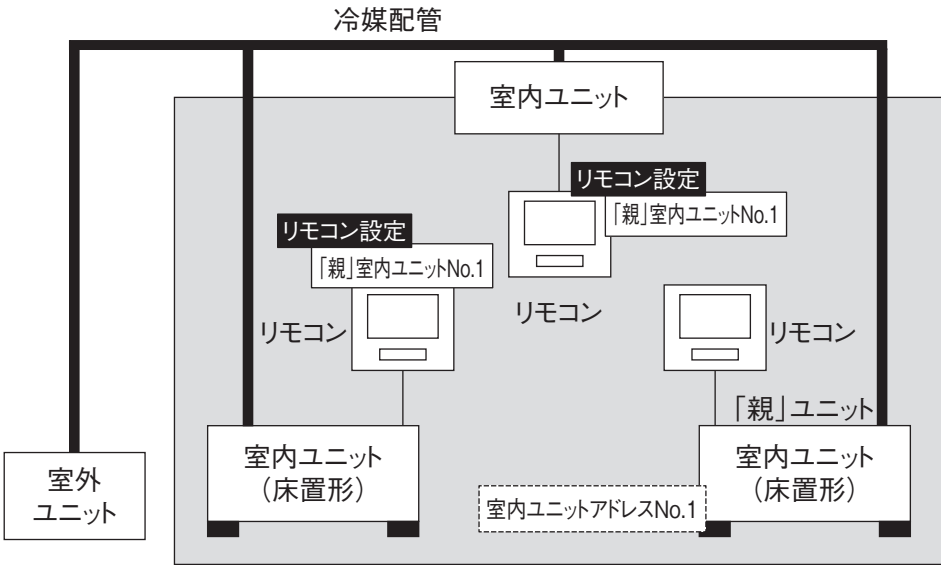 冷媒配管
室内ユニット
リモコン設定
「親」室内ユニットNo.1
リモコン設定
「親」室内ユニットNo.1
リモコン
リモコン
リモコン
「親」ユニット
室内ユニット
（床置形）
室内ユニット
（床置形）
室外
ユニット
室内ユニットアドレスNo.1